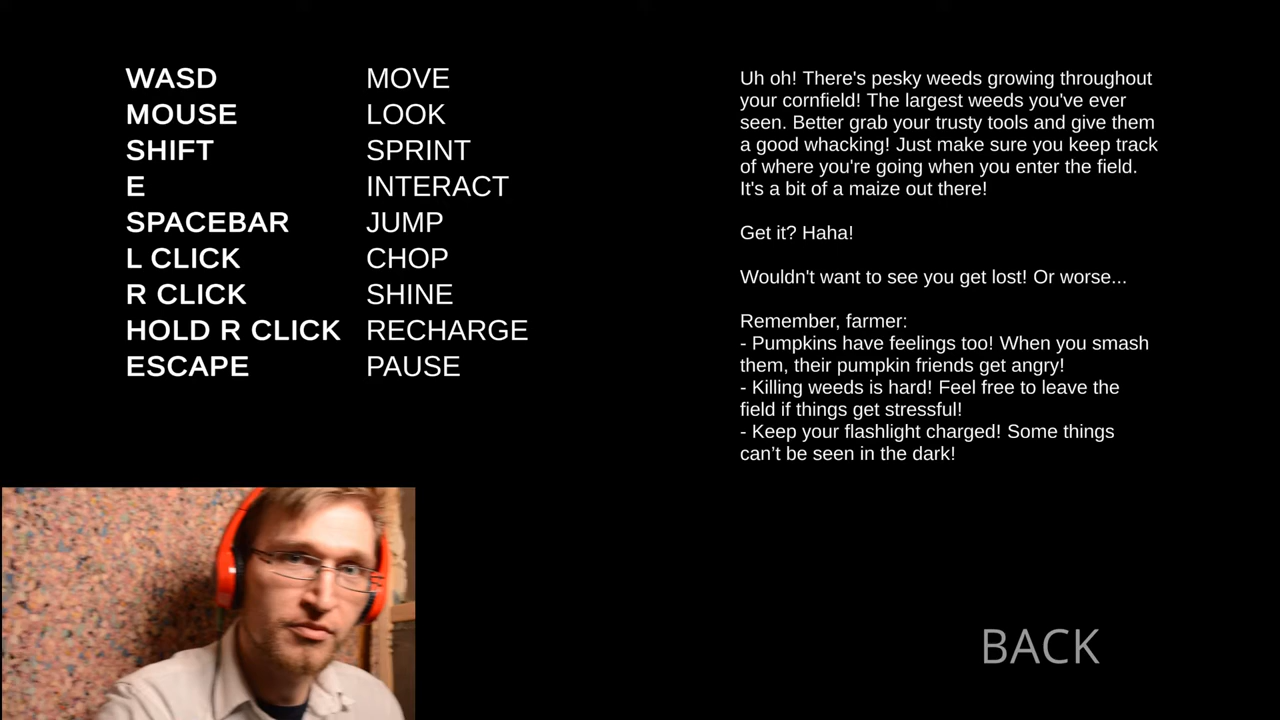 WASD MOVE
MOUSE LOOK
SHIFT SPRINT
E INTERACT
SPACEBAR JUMP
L CLICK CHOP
R CLICK SHINE
HOLD R CLICK RECHARGE
ESCAPE PAUSE
Uh oh! There's pesky weeds growing throughout
your cornfield! The largest weeds you've ever
seen. Better grab your trusty tools and give them
a good whacking! Just make sure you keep track
of where you're going when you enter the field.
It's a bit of a maize out there!
Get it? Haha!
Wouldn't want to see you get lost! Or worse...
Remember, farmer:
- Pumpkins have feelings too! When you smash
them, their pumpkin friends get angry!
- Killing weeds is hard! Feel free to leave the
field if things get stressful!
- Keep your flashlight charged! Some things
can’t be seen in the dark!
BACK